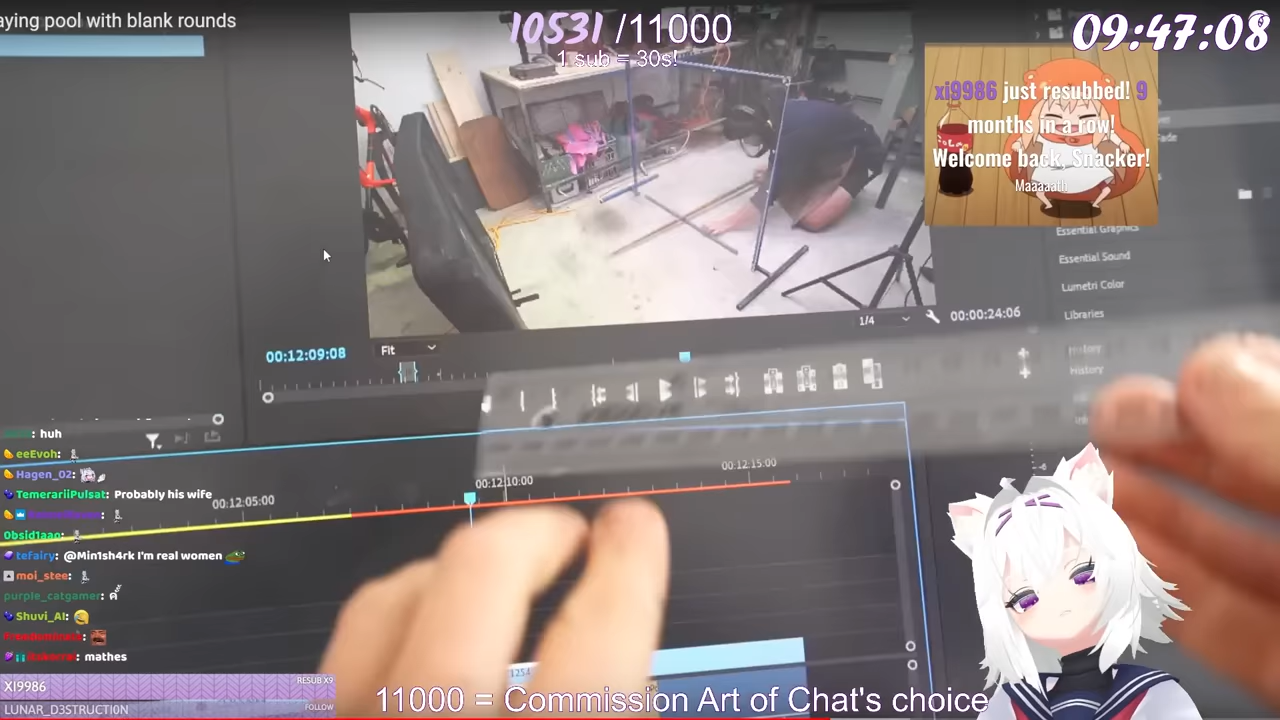 aying pool with blank rounds
10531 /11000
1 sub = 30s!
09:47:08
xi9986 just resubbed! 9
months in a row!
Welcome back, Snacker!
Maaaaath
Essential Graphics
Essential Sound
Lumetri Color
Libraries
History
History
00:12:09:08
Fit
1/4
00:00:24:06
00:12:05:00
00:12:10:00
00:12:15:00
: huh
eeEvoh:
Hagen_02:
TemerariiPulsat: Probably his wife
0bsid1aan:
tefairy: @Min1sh4rk I'm real women
moi_stee:
purple_catgamer:
Shuvi_AI:
: mathes
XI9986
RESUB X9
LUNAR_D3STRUCTI0N
FOLLOW
1254
11000 = Commission Art of Chat's choice